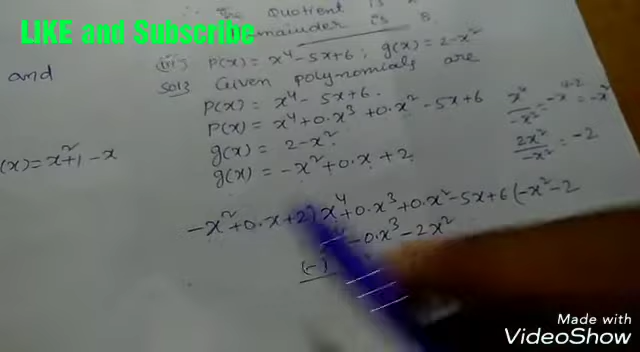 ∴ The Quotient is
Remainder is 8.
LIKE and Subscribe
and
(x) = x²+1-x
(iii) P(x) = x⁴-5x+6 ; g(x) = 2-x²
Sol3 Given polynomials are
P(x) = x⁴-5x+6.
P(x) = x⁴+0.x³+0.x²-5x+6
g(x) = 2-x²
g(x) = -x²+0.x+2
x⁴/-x² = -x⁴⁻² = -x²
2x²/-x² = -2
-x²+0.x+2) x⁴+0.x³+0.x²-5x+6 (-x²-2
-0.x³-2x²
(-)
Made with
VideoShow